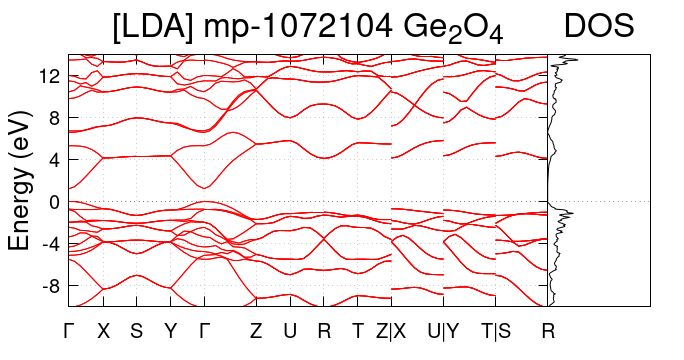 [LDA] mp-1072104 Ge₂O₄ DOS
Energy (eV)
12
8
4
0
-4
-8
Γ X S Y Γ Z U R T Z|X U|Y T|S R